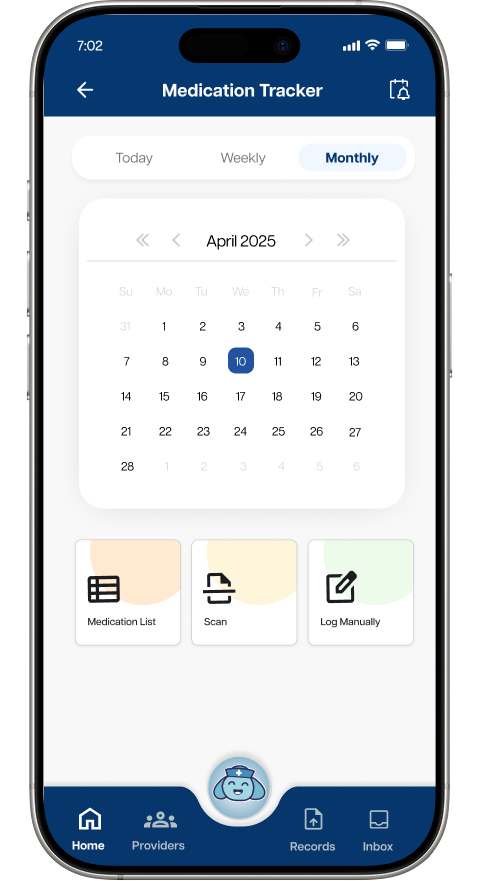 7:02
Medication Tracker
Today Weekly Monthly
April 2025
Su Mo Tu We Th Fr Sa
31 1 2 3 4 5 6
7 8 9 10 11 12 13
14 15 16 17 18 19 20
21 22 23 24 25 26 27
28 1 2 3 4 5 6
Medication List Scan Log Manually
Home Providers Records Inbox